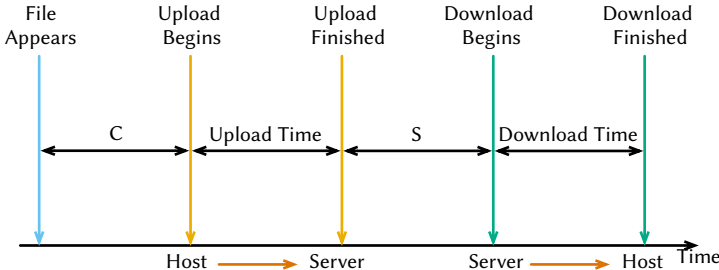 File
Appears
Upload
Begins
Upload
Finished
Download
Begins
Download
Finished
C
Upload Time
S
Download Time
Host
Server
Server
Host
Time